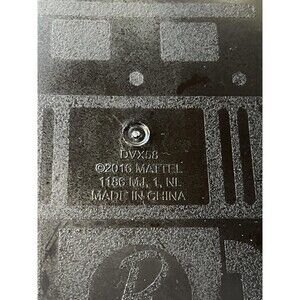 DVX58
©2016 MATTEL
1186 MJ, 1, NL
MADE IN CHINA